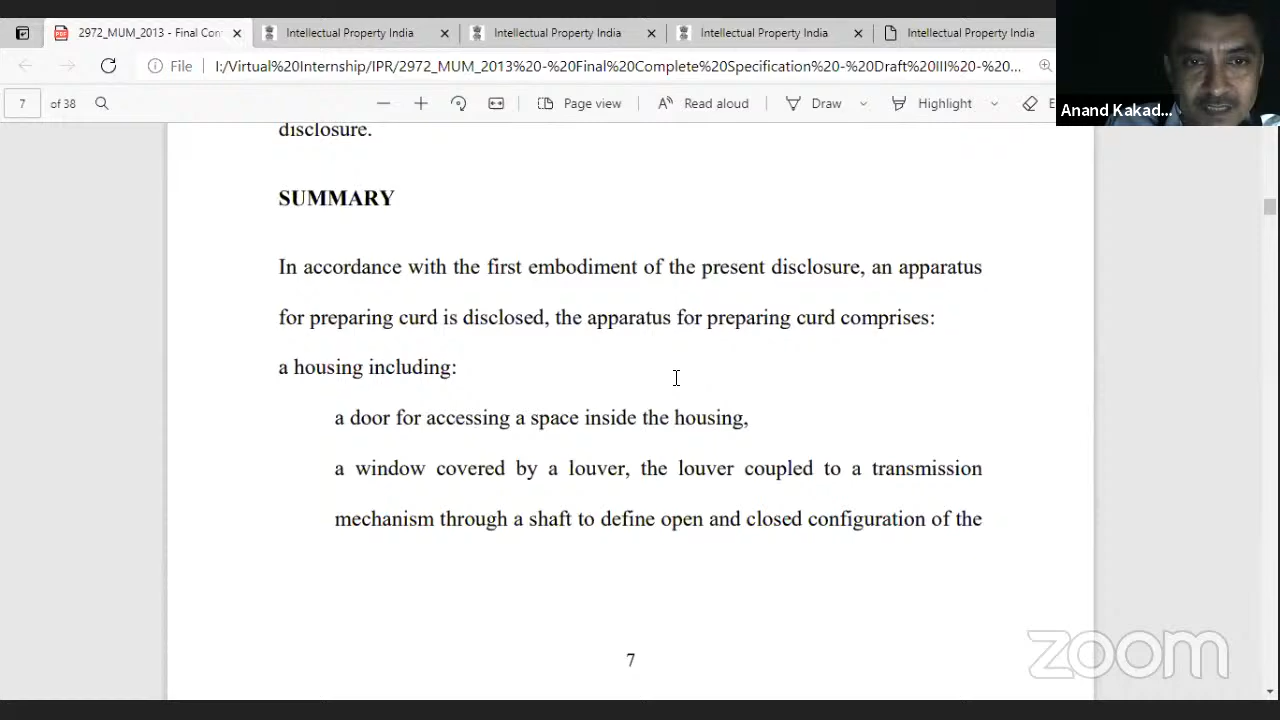 2972_MUM_2013 - Final Con
Intellectual Property India
Intellectual Property India
Intellectual Property India
Intellectual Property India
File
I:/Virtual%20Internship/IPR/2972_MUM_2013%20-%20Final%20Complete%20Specification%20-%20Draft%20III%20-%20...
7 of 38
Page view
Read aloud
Draw
Highlight
E
Anand Kakad...
disclosure.
SUMMARY
In accordance with the first embodiment of the present disclosure, an apparatus
for preparing curd is disclosed, the apparatus for preparing curd comprises:
a housing including:
a door for accessing a space inside the housing,
a window covered by a louver, the louver coupled to a transmission
mechanism through a shaft to define open and closed configuration of the
7
zoom